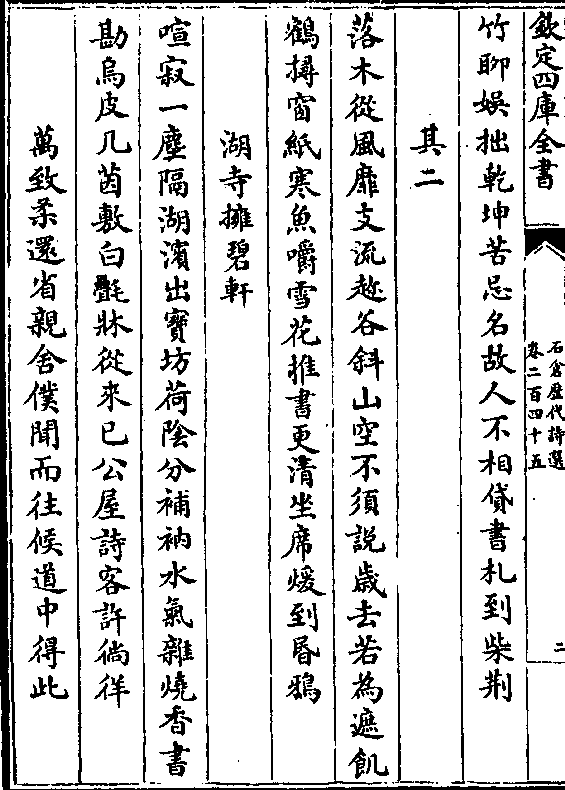 欽定四庫全書
石倉歷代詩選
卷二百四十五
二
竹聊娛拙乾坤苦忌名故人不相貸書札到柴荆
其二
落木從風靡支流赴谷斜山空不須説歲去若為遮飢
鶴摶窗紙寒魚嚼雪花推書更清坐席煖到昏鴉
湖寺擁碧軒
喧寂一塵隔湖濱出寶坊荷陰分補衲水氣雜燒香書
勘烏皮几茵敷白㲲牀從來已公屋詩客許徜徉
萬致柔還省親舍僕聞而往候道中得此